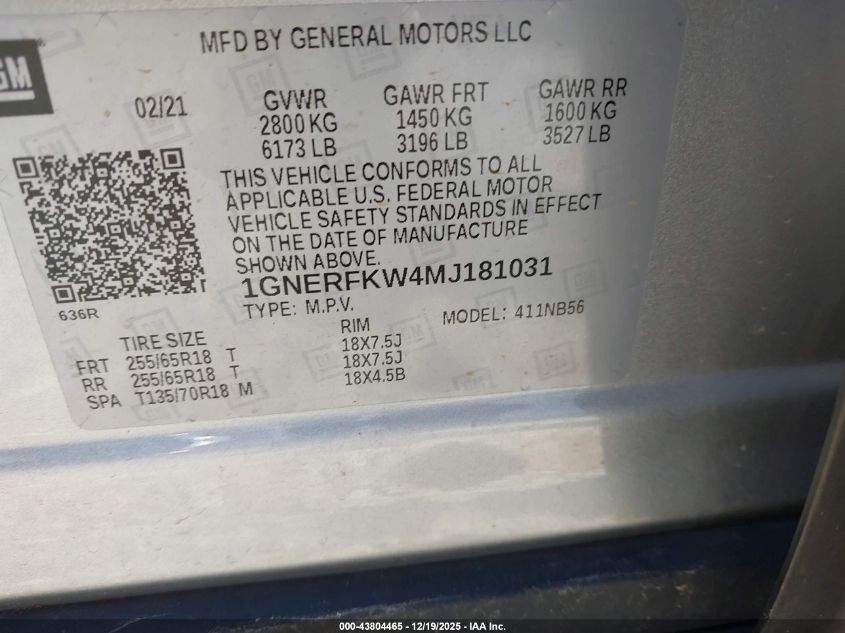 GM
MFD BY GENERAL MOTORS LLC
02/21 GVWR GAWR FRT GAWR RR
2800 KG 1450 KG 1600 KG
6173 LB 3196 LB 3527 LB
THIS VEHICLE CONFORMS TO ALL
APPLICABLE U.S. FEDERAL MOTOR
VEHICLE SAFETY STANDARDS IN EFFECT
ON THE DATE OF MANUFACTURE
SHOWN ABOVE.
1GNERFKW4MJ181031
636R TYPE: M.P.V. MODEL: 411NB56
TIRE SIZE RIM
FRT 255/65R18 T 18X7.5J
RR 255/65R18 T 18X7.5J
SPA T135/70R18 M 18X4.5B
000-43804465 - 12/19/2025 - IAA Inc.